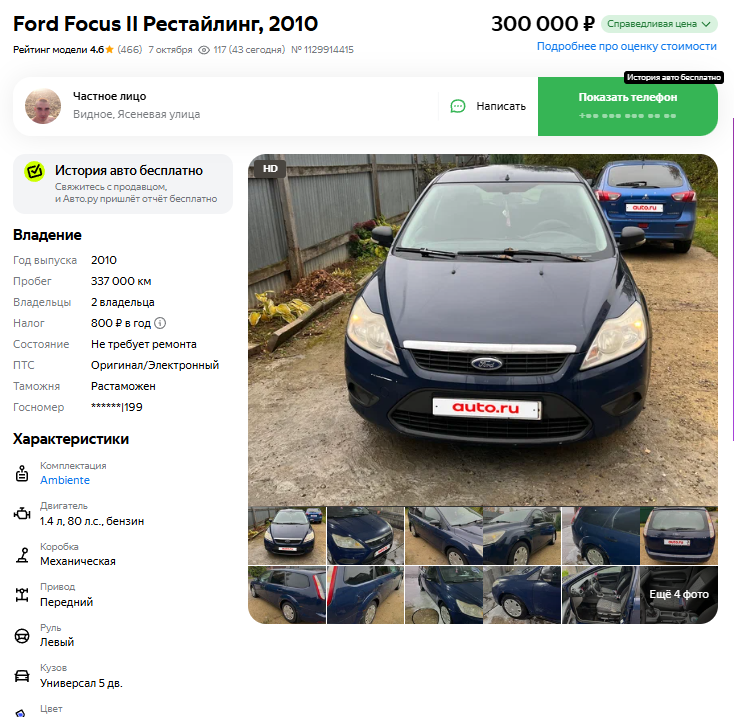 Ford Focus II Рестайлинг, 2010
300 000 ₽ Справедливая цена
Рейтинг модели 4.6 (466) 7 октября 117 (43 сегодня) № 1129914415
Подробнее про оценку стоимости
История авто бесплатно
Частное лицо
Видное, Ясеневая улица
Написать
Показать телефон
История авто бесплатно
Свяжитесь с продавцом,
и Авто.ру пришлёт отчёт бесплатно
HD
auto.ru
Ford
auto.ru
Владение
Год выпуска 2010
Пробег 337 000 км
Владельцы 2 владельца
Налог 800 ₽ в год
Состояние Не требует ремонта
ПТС Оригинал/Электронный
Таможня Растаможен
Госномер ******|199
Характеристики
Комплектация
Ambiente
Двигатель
1.4 л, 80 л.с., бензин
Коробка
Механическая
Привод
Передний
Руль
Левый
Кузов
Универсал 5 дв.
Цвет
Ещё 4 фото